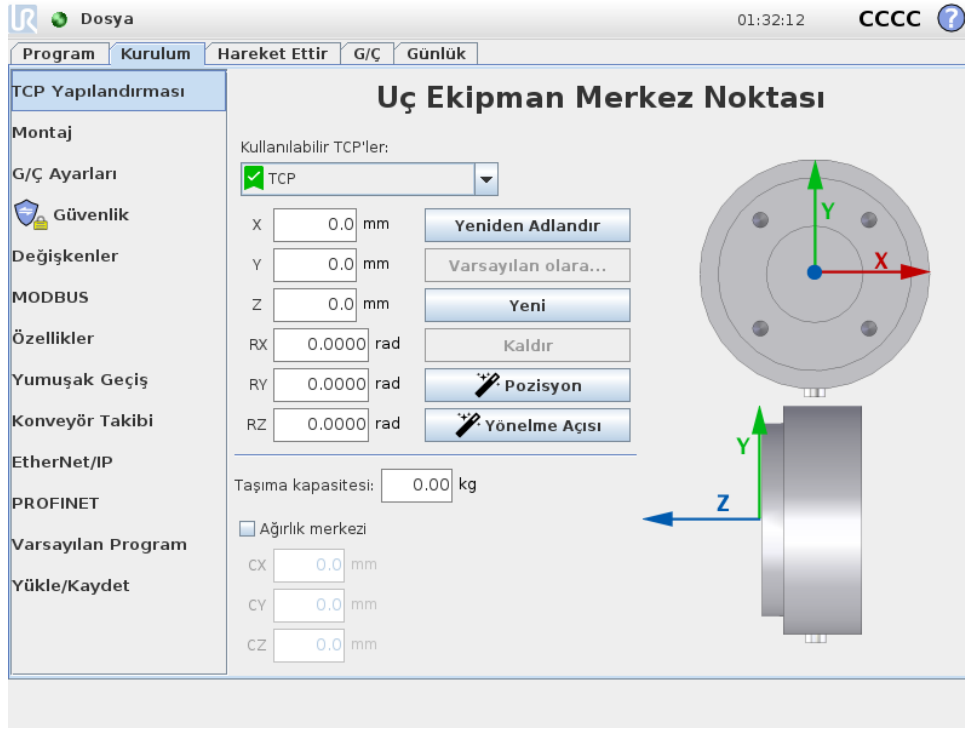 UR Dosya 01:32:12 CCCC ?
Program Kurulum Hareket Ettir G/Ç Günlük
TCP Yapılandırması
Montaj
G/Ç Ayarları
Güvenlik
Değişkenler
MODBUS
Özellikler
Yumuşak Geçiş
Konveyör Takibi
EtherNet/IP
PROFINET
Varsayılan Program
Yükle/Kaydet
Uç Ekipman Merkez Noktası
Kullanılabilir TCP'ler:
TCP
X 0.0 mm Yeniden Adlandır
Y 0.0 mm Varsayılan olara...
Z 0.0 mm Yeni
RX 0.0000 rad Kaldır
RY 0.0000 rad Pozisyon
RZ 0.0000 rad Yönelme Açısı
Taşıma kapasitesi: 0.00 kg
Ağırlık merkezi
CX 0.0 mm
CY 0.0 mm
CZ 0.0 mm
Y
X
Y
Z